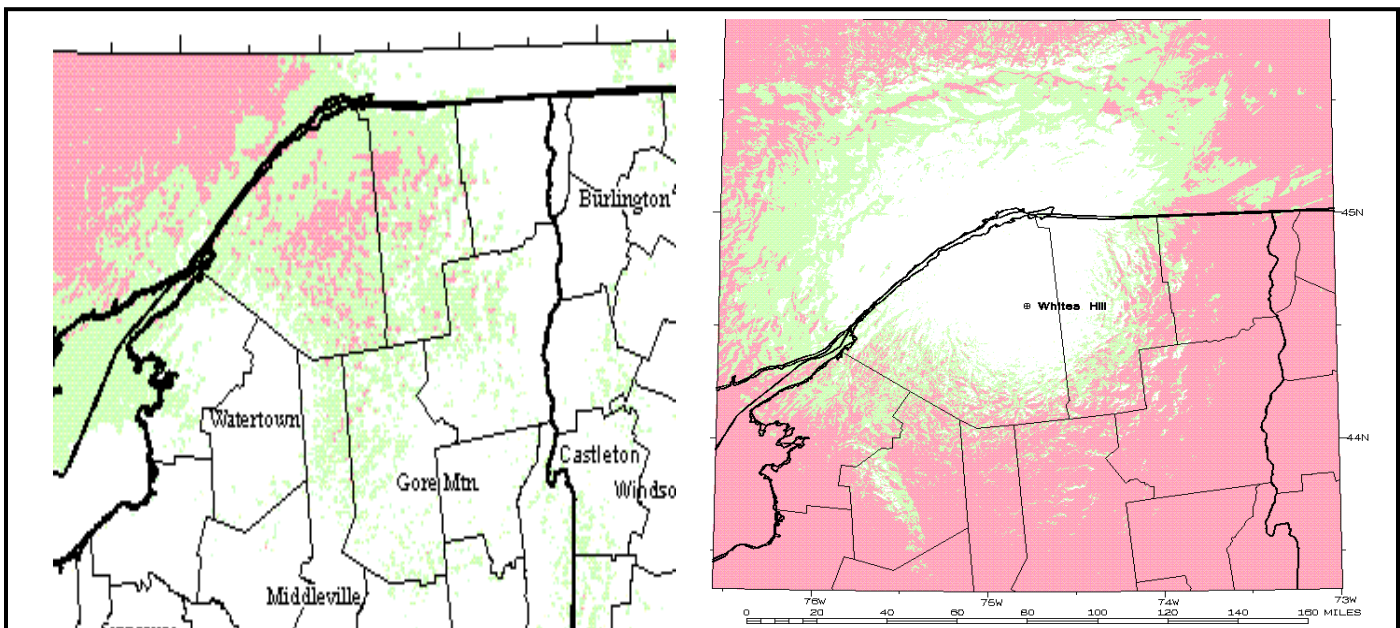 Burlington
Watertown
Castleton
Gore Mtn.
Windso
Middleville
45N
Whites Hill
44N
76W
75W
74W
73W
0 20 40 60 80 100 120 140 160 MILES